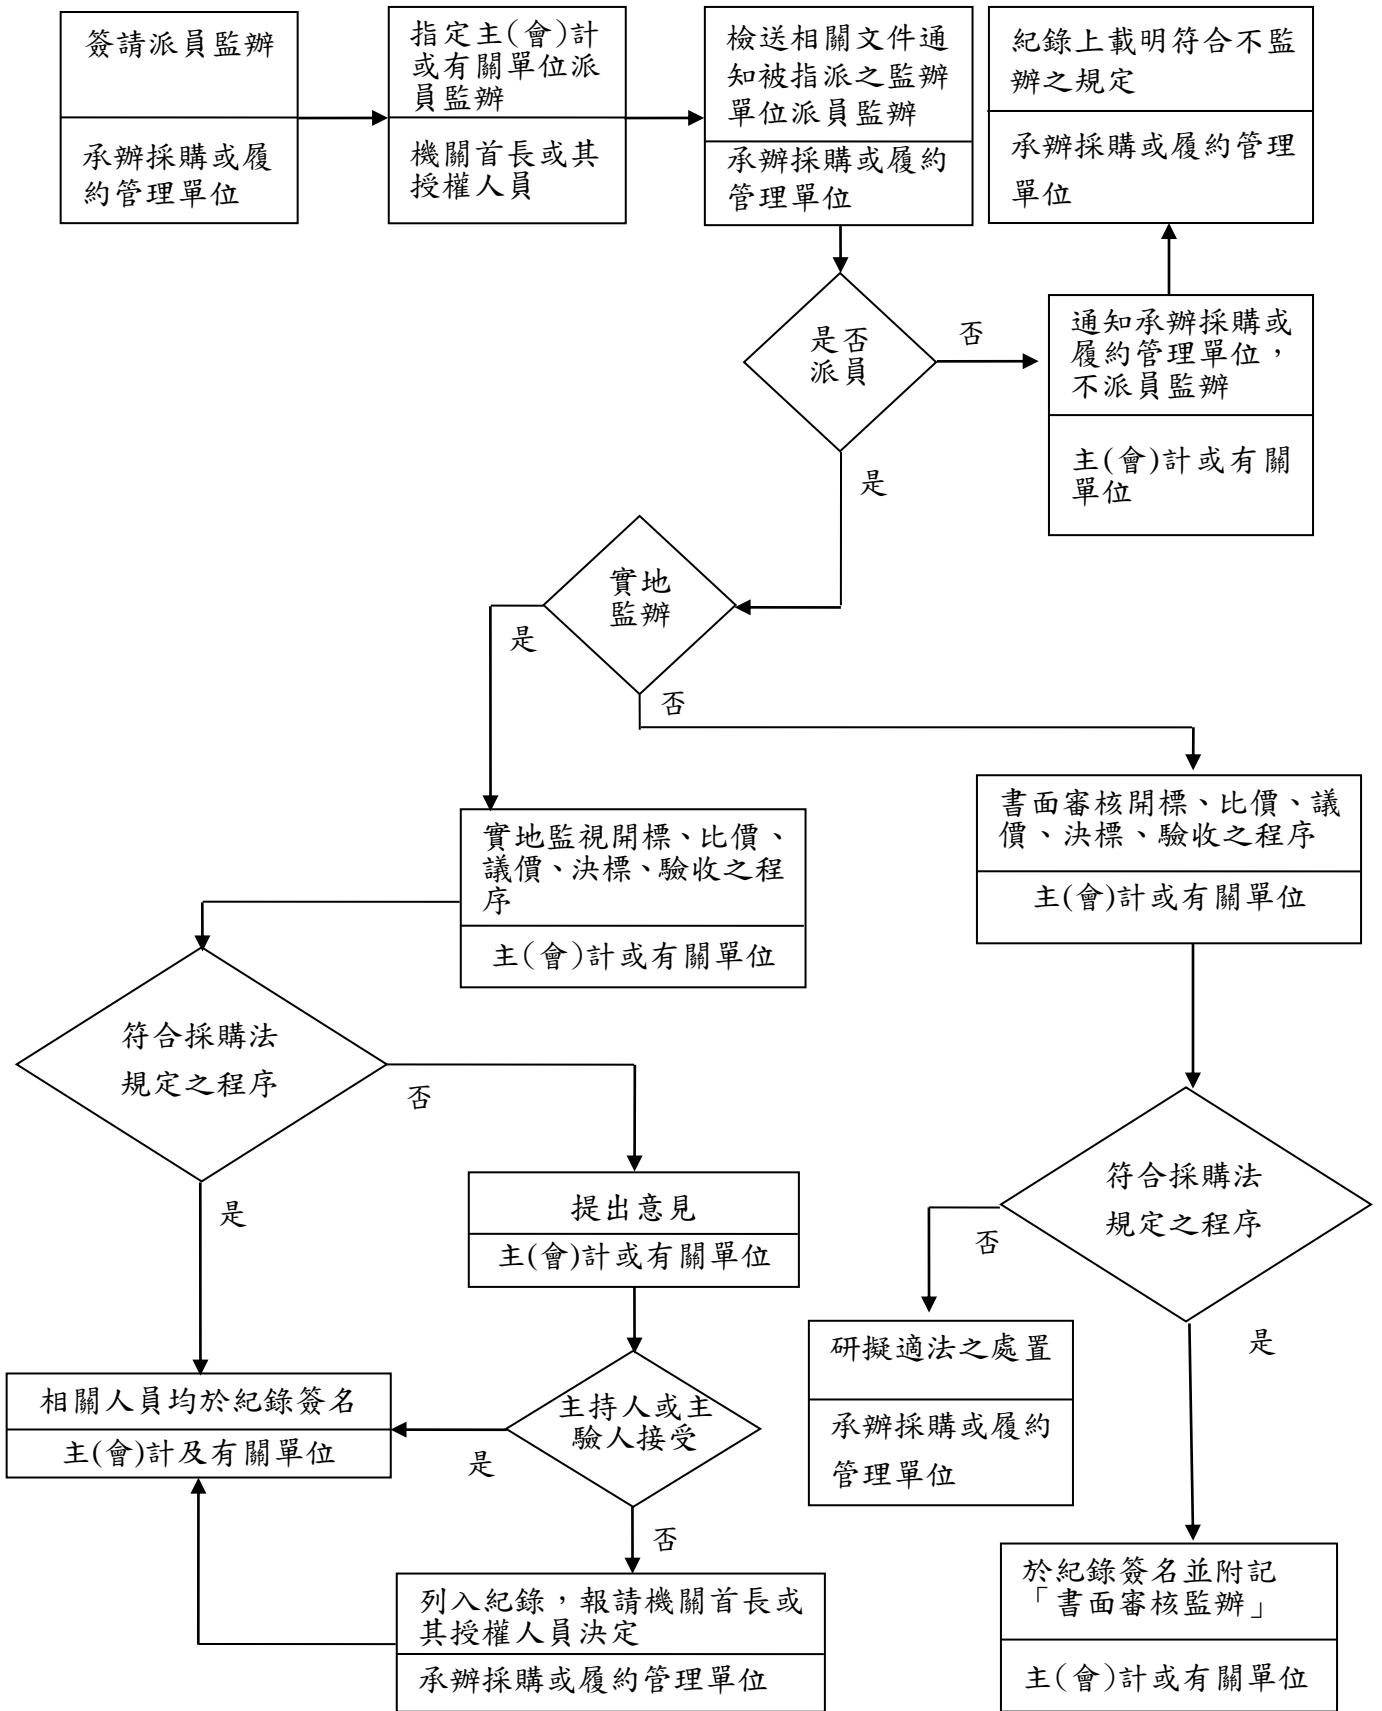 簽請派員監辦
承辦採購或履
約管理單位
指定主(會)計
或有關單位派
員監辦
機關首長或其
授權人員
檢送相關文件通
知被指派之監辦
單位派員監辦
承辦採購或履約
管理單位
紀錄上載明符合不監
辦之規定
承辦採購或履約管理
單位
是否
派員
否
通知承辦採購或
履約管理單位，
不派員監辦
主(會)計或有關
單位
是
實地
監辦
是
否
實地監視開標、比價、
議價、決標、驗收之程
序
主(會)計或有關單位
書面審核開標、比價、議
價、決標、驗收之程序
主(會)計或有關單位
符合採購法
規定之程序
否
是
提出意見
主(會)計或有關單位
符合採購法
規定之程序
否
是
研擬適法之處置
承辦採購或履約
管理單位
相關人員均於紀錄簽名
主(會)計及有關單位
主持人或主
驗人接受
是
否
列入紀錄，報請機關首長或
其授權人員決定
承辦採購或履約管理單位
於紀錄簽名並附記
「書面審核監辦」
主(會)計或有關單位